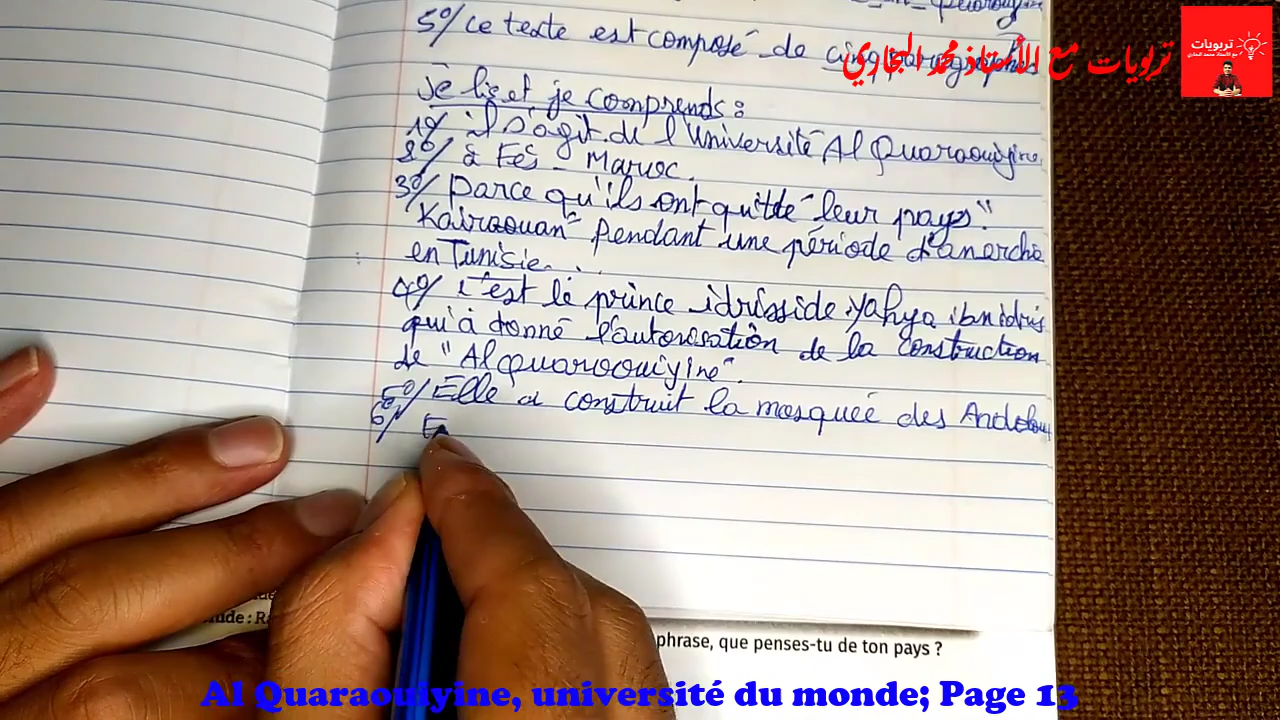 5°/ Ce texte est composé de cinq paragraphes
تربويات مع الأستاذ محمد البخاري
تربويات
Je lis et je comprends :
1°/ il s'agit de l'université Al Quaraouiyine.
2°/ à Fès - Maroc.
3°/ Parce qu'ils ont quitté leur pays "
Kairaouan" pendant une période d'anarchie
en Tunisie.
4°/ C'est le prince idrisside Yahya ibn idris
qui a donné l'autorisation de la construction
de "Al Quaraouiyine".
5°/ Elle a construit la mosquée des Andalous
6°/ E
phrase, que penses-tu de ton pays ?
Al Quaraouiyine, université du monde; Page 13